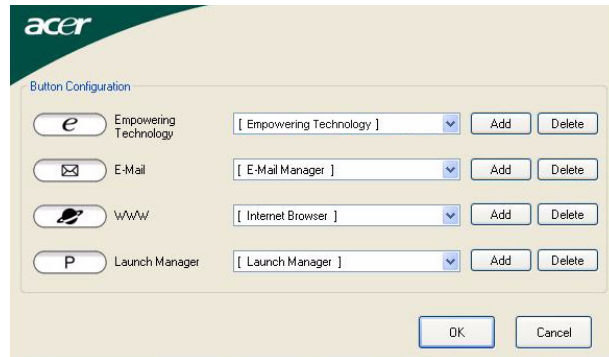 acer
Button Configuration
e Empowering Technology [ Empowering Technology ] Add Delete
E-Mail [ E-Mail Manager ] Add Delete
WWW [ Internet Browser ] Add Delete
P Launch Manager [ Launch Manager ] Add Delete
OK Cancel